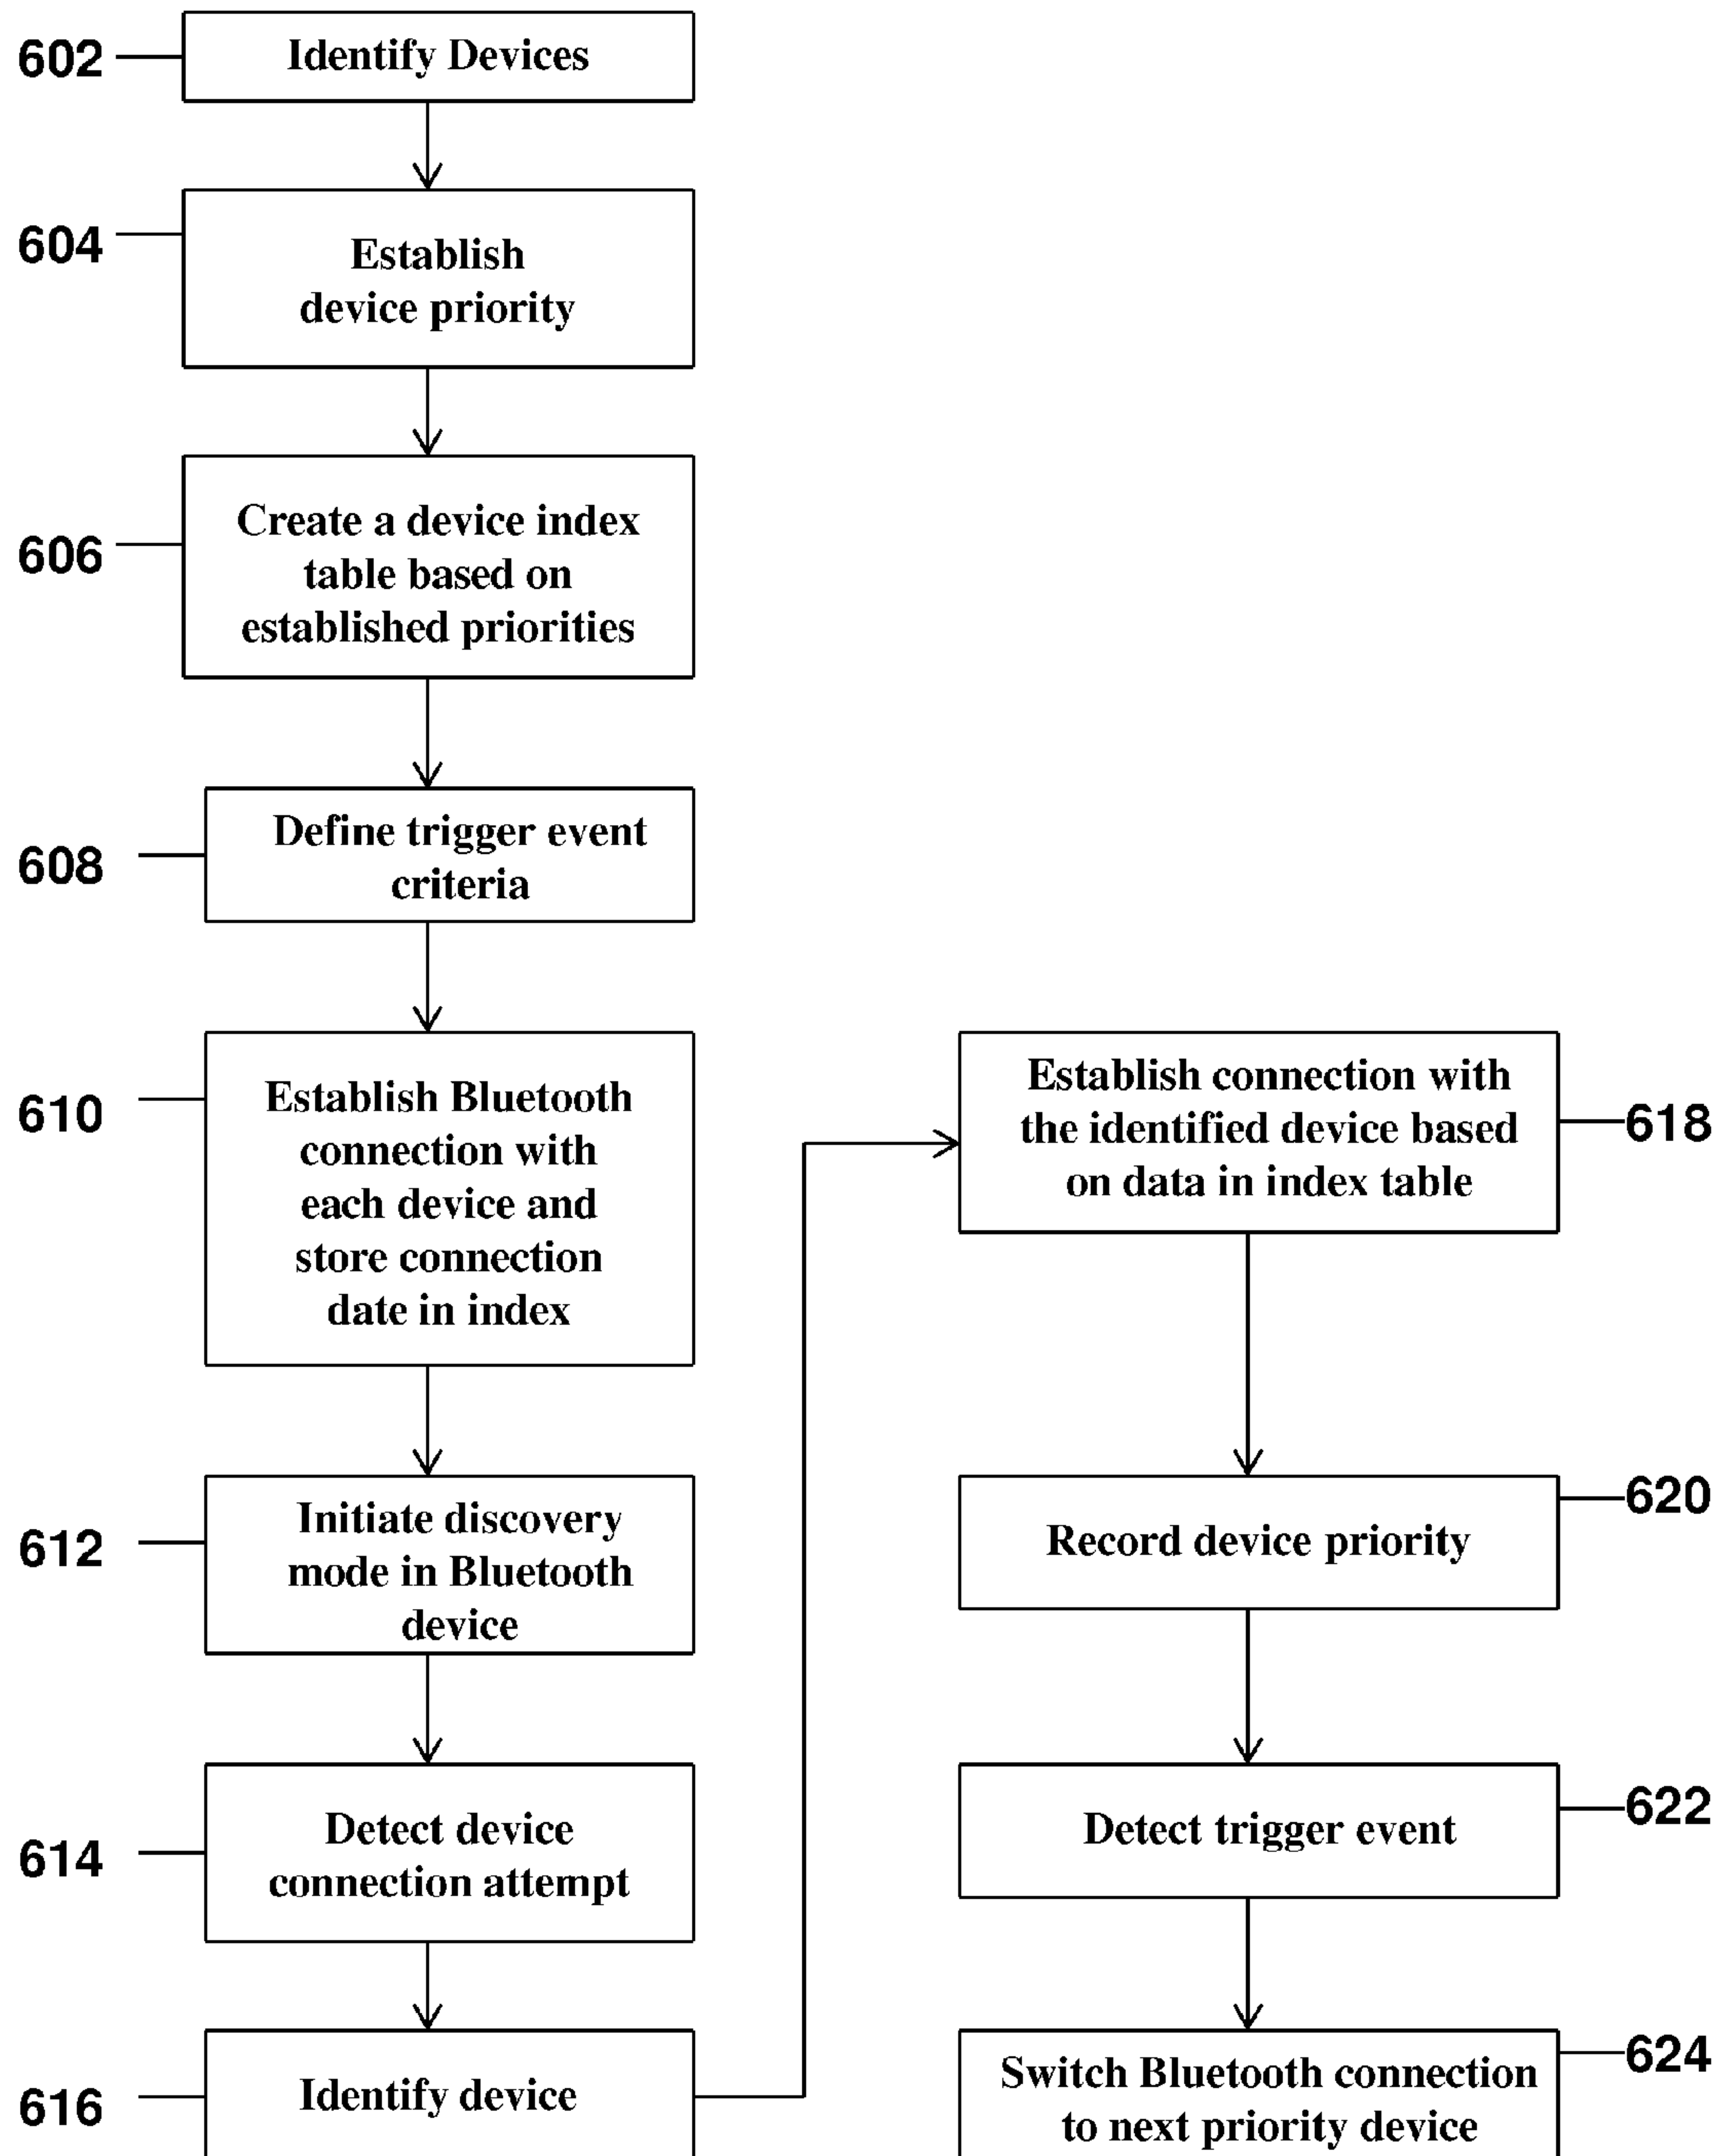 602
Identify Devices
604
Establish
device priority
606
Create a device index
table based on
established priorities
608
Define trigger event
criteria
610
Establish Bluetooth
connection with
each device and
store connection
date in index
612
Initiate discovery
mode in Bluetooth
device
614
Detect device
connection attempt
616
Identify device
Establish connection with
the identified device based
on data in index table
618
Record device priority
620
Detect trigger event
622
Switch Bluetooth connection
to next priority device
624